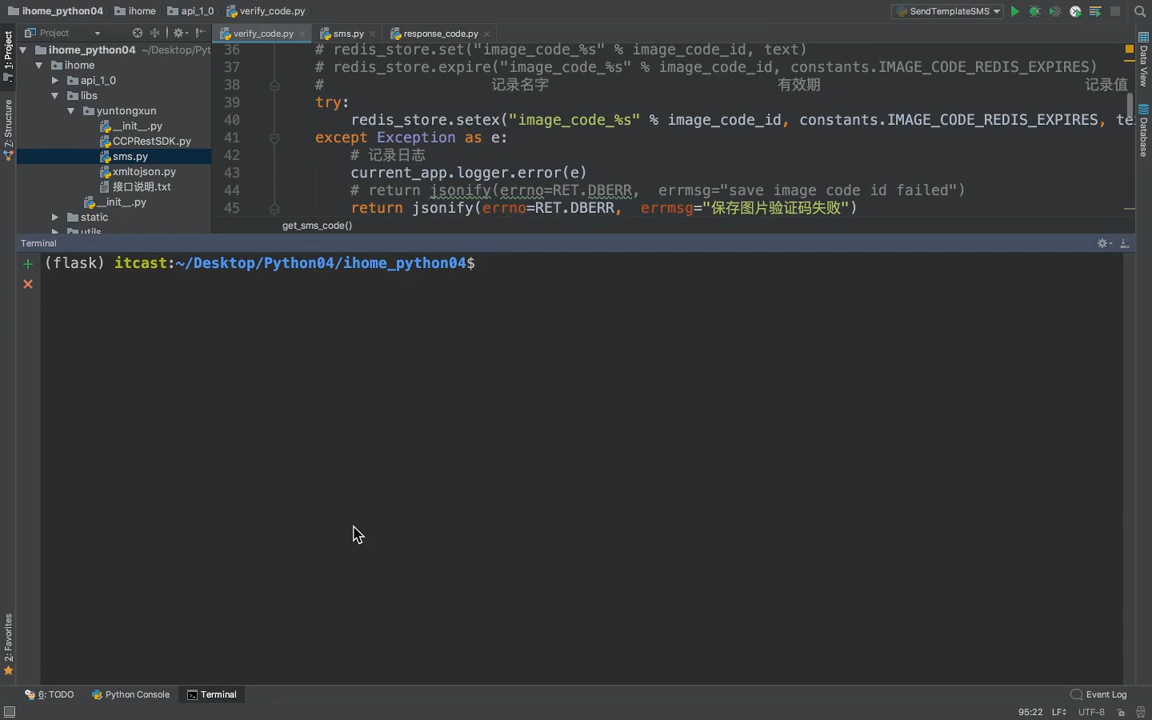 ihome_python04 ihome api_1_0 verify_code.py SendTemplateSMS
Project verify_code.py sms.py response_code.py
1: Project
Z: Structure
2: Favorites
ihome_python04 ~/Desktop/Pyt
ihome
api_1_0
libs
yuntongxun
__init__.py
CCPRestSDK.py
sms.py
xmltojson.py
接口说明.txt
__init__.py
static
utils
36 # redis_store.set("image_code_%s" % image_code_id, text)
37 # redis_store.expire("image_code_%s" % image_code_id, constants.IMAGE_CODE_REDIS_EXPIRES)
38 # 记录名字 有效期 记录值
39 try:
40 redis_store.setex("image_code_%s" % image_code_id, constants.IMAGE_CODE_REDIS_EXPIRES, te
41 except Exception as e:
42 # 记录日志
43 current_app.logger.error(e)
44 # return jsonify(errno=RET.DBERR, errmsg="save image code id failed")
45 return jsonify(errno=RET.DBERR, errmsg="保存图片验证码失败")
get_sms_code()
Data View
Database
Terminal
(flask) itcast:~/Desktop/Python04/ihome_python04$
6: TODO Python Console Terminal Event Log
95:22 LF UTF-8